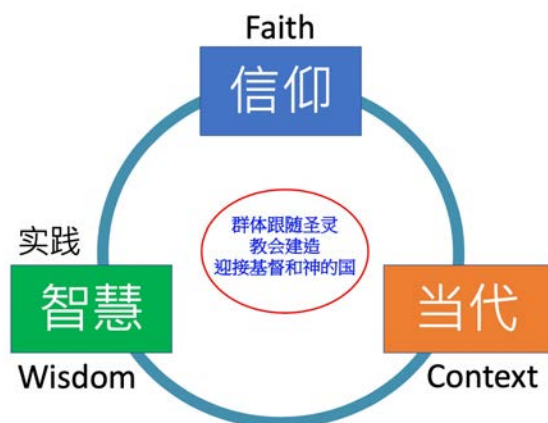 Faith
信仰
群体跟随圣灵
教会建造
迎接基督和神的国
实践
智慧
当代
Wisdom
Context